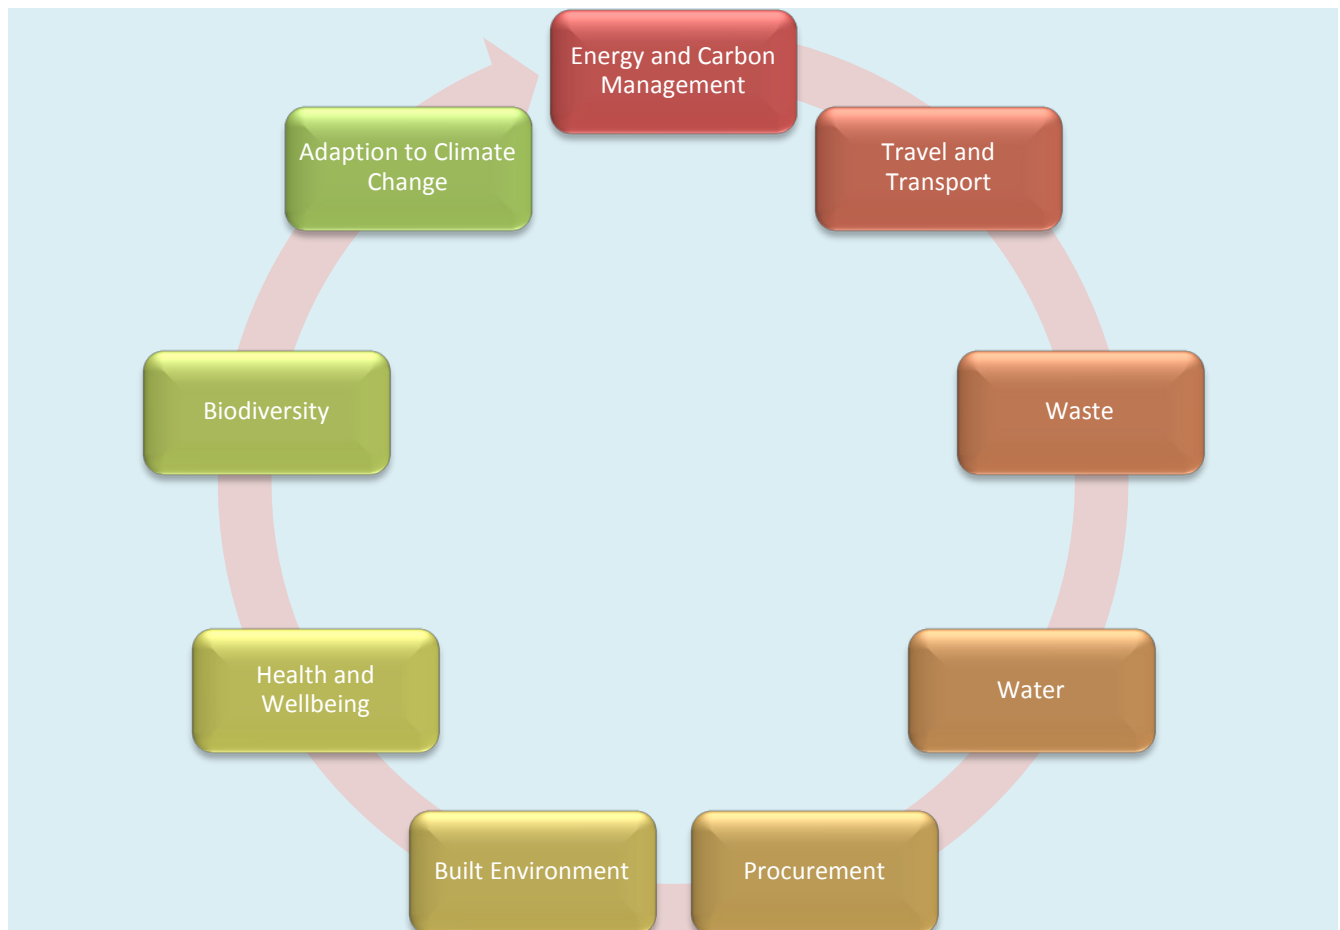 Energy and Carbon
Management
Travel and
Transport
Waste
Water
Procurement
Built Environment
Health and
Wellbeing
Biodiversity
Adaption to Climate
Change